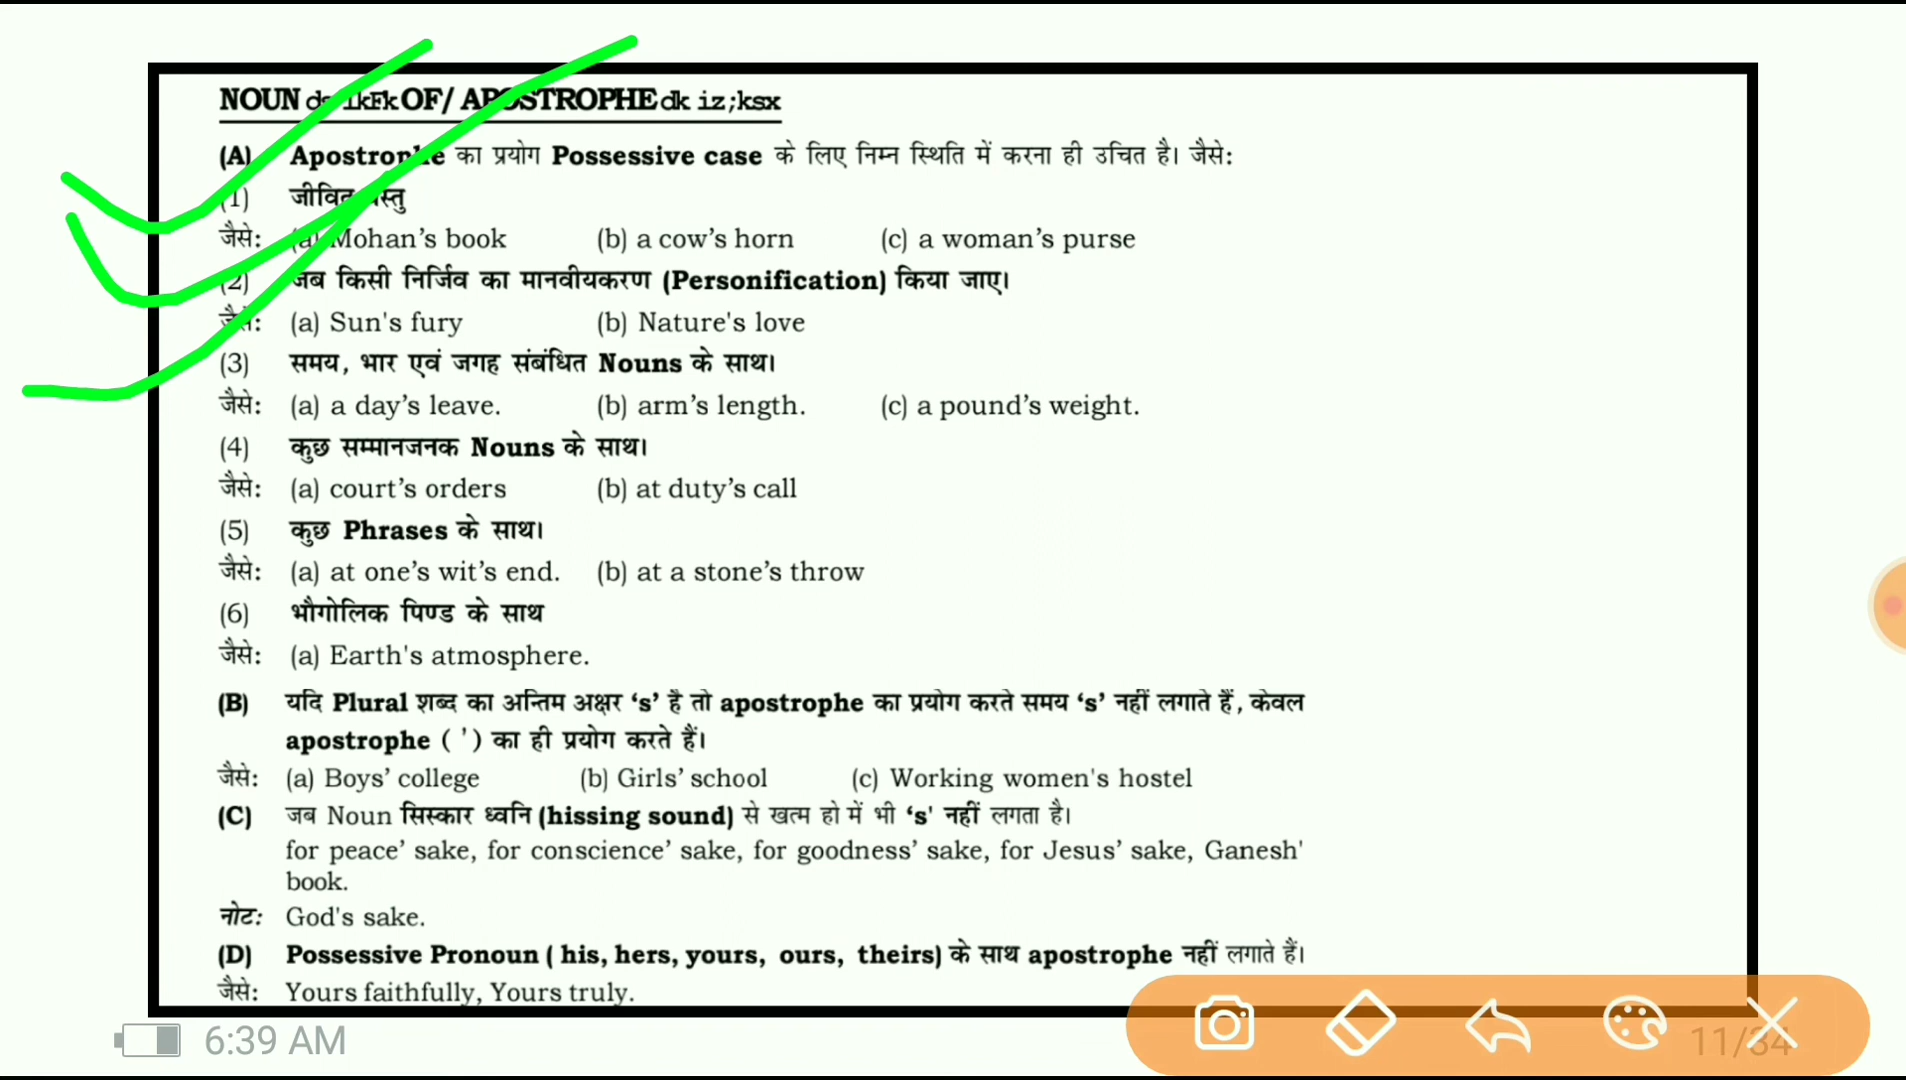 NOUN OF/ APOSTROPHE dk iz;ksx
(A) Apostrophe का प्रयोग Possessive case के लिए निम्न स्थिति में करना ही उचित है। जैसे:
(1) जीवित वस्तु
जैसे: (a) Mohan’s book (b) a cow’s horn (c) a woman’s purse
(2) जब किसी निर्जिव का मानवीयकरण (Personification) किया जाए।
जैसे: (a) Sun's fury (b) Nature's love
(3) समय, भार एवं जगह संबंधित Nouns के साथ।
जैसे: (a) a day’s leave. (b) arm’s length. (c) a pound’s weight.
(4) कुछ सम्मानजनक Nouns के साथ।
जैसे: (a) court’s orders (b) at duty’s call
(5) कुछ Phrases के साथ।
जैसे: (a) at one’s wit’s end. (b) at a stone’s throw
(6) भौगोलिक पिण्ड के साथ
जैसे: (a) Earth's atmosphere.
(B) यदि Plural शब्द का अन्तिम अक्षर ‘s’ है तो apostrophe का प्रयोग करते समय ‘s’ नहीं लगाते हैं, केवल
apostrophe ( ' ) का ही प्रयोग करते हैं।
जैसे: (a) Boys’ college (b) Girls’ school (c) Working women's hostel
(C) जब Noun सिस्कार ध्वनि (hissing sound) से खत्म हो में भी ‘s' नहीं लगता है।
for peace’ sake, for conscience’ sake, for goodness’ sake, for Jesus’ sake, Ganesh'
book.
नोट: God's sake.
(D) Possessive Pronoun ( his, hers, yours, ours, theirs) के साथ apostrophe नहीं लगाते हैं।
जैसे: Yours faithfully, Yours truly.
6:39 AM
11/34